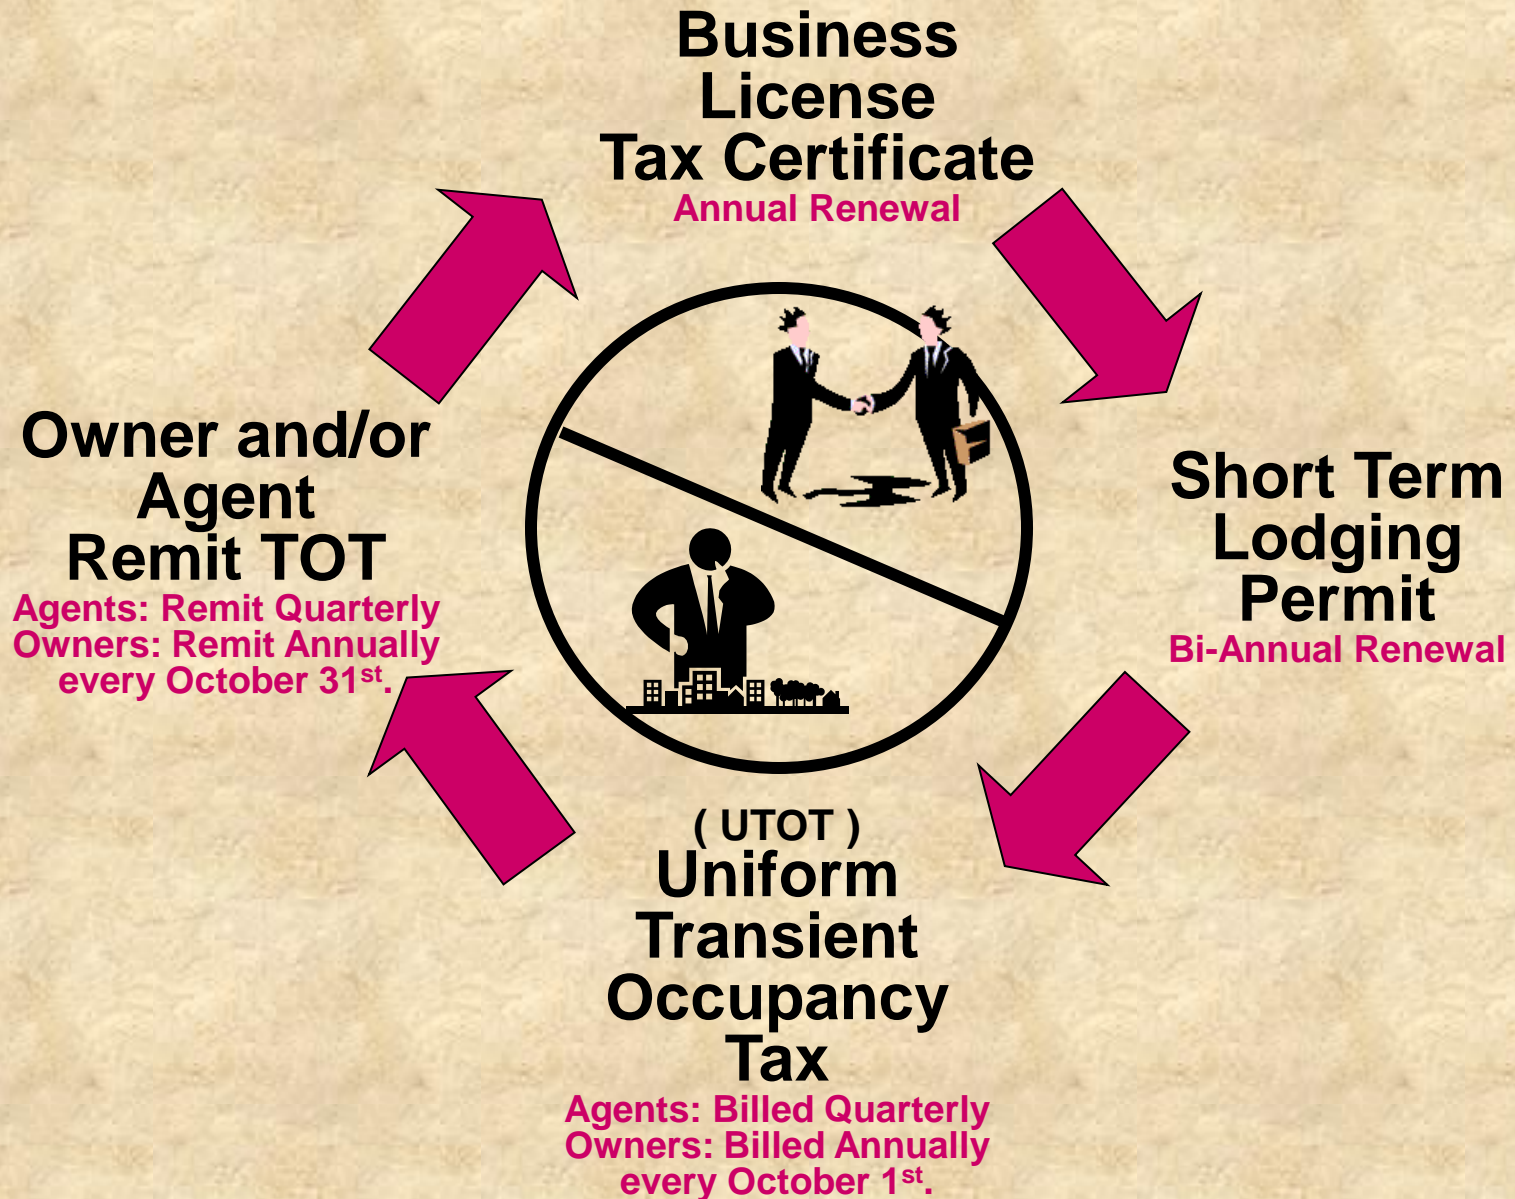 Business
License
Tax Certificate
Annual Renewal
Short Term
Lodging
Permit
Bi-Annual Renewal
( UTOT )
Uniform
Transient
Occupancy
Tax
Agents: Billed Quarterly
Owners: Billed Annually
every October 1st.
Owner and/or
Agent
Remit TOT
Agents: Remit Quarterly
Owners: Remit Annually
every October 31st.